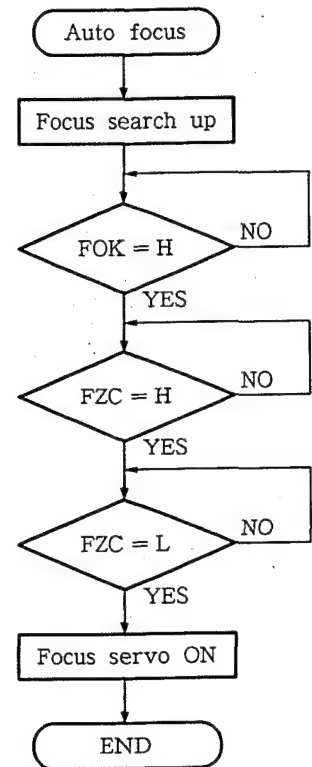 Auto focus
Focus search up
FOK = H
NO
YES
FZC = H
NO
YES
FZC = L
NO
YES
Focus servo ON
END